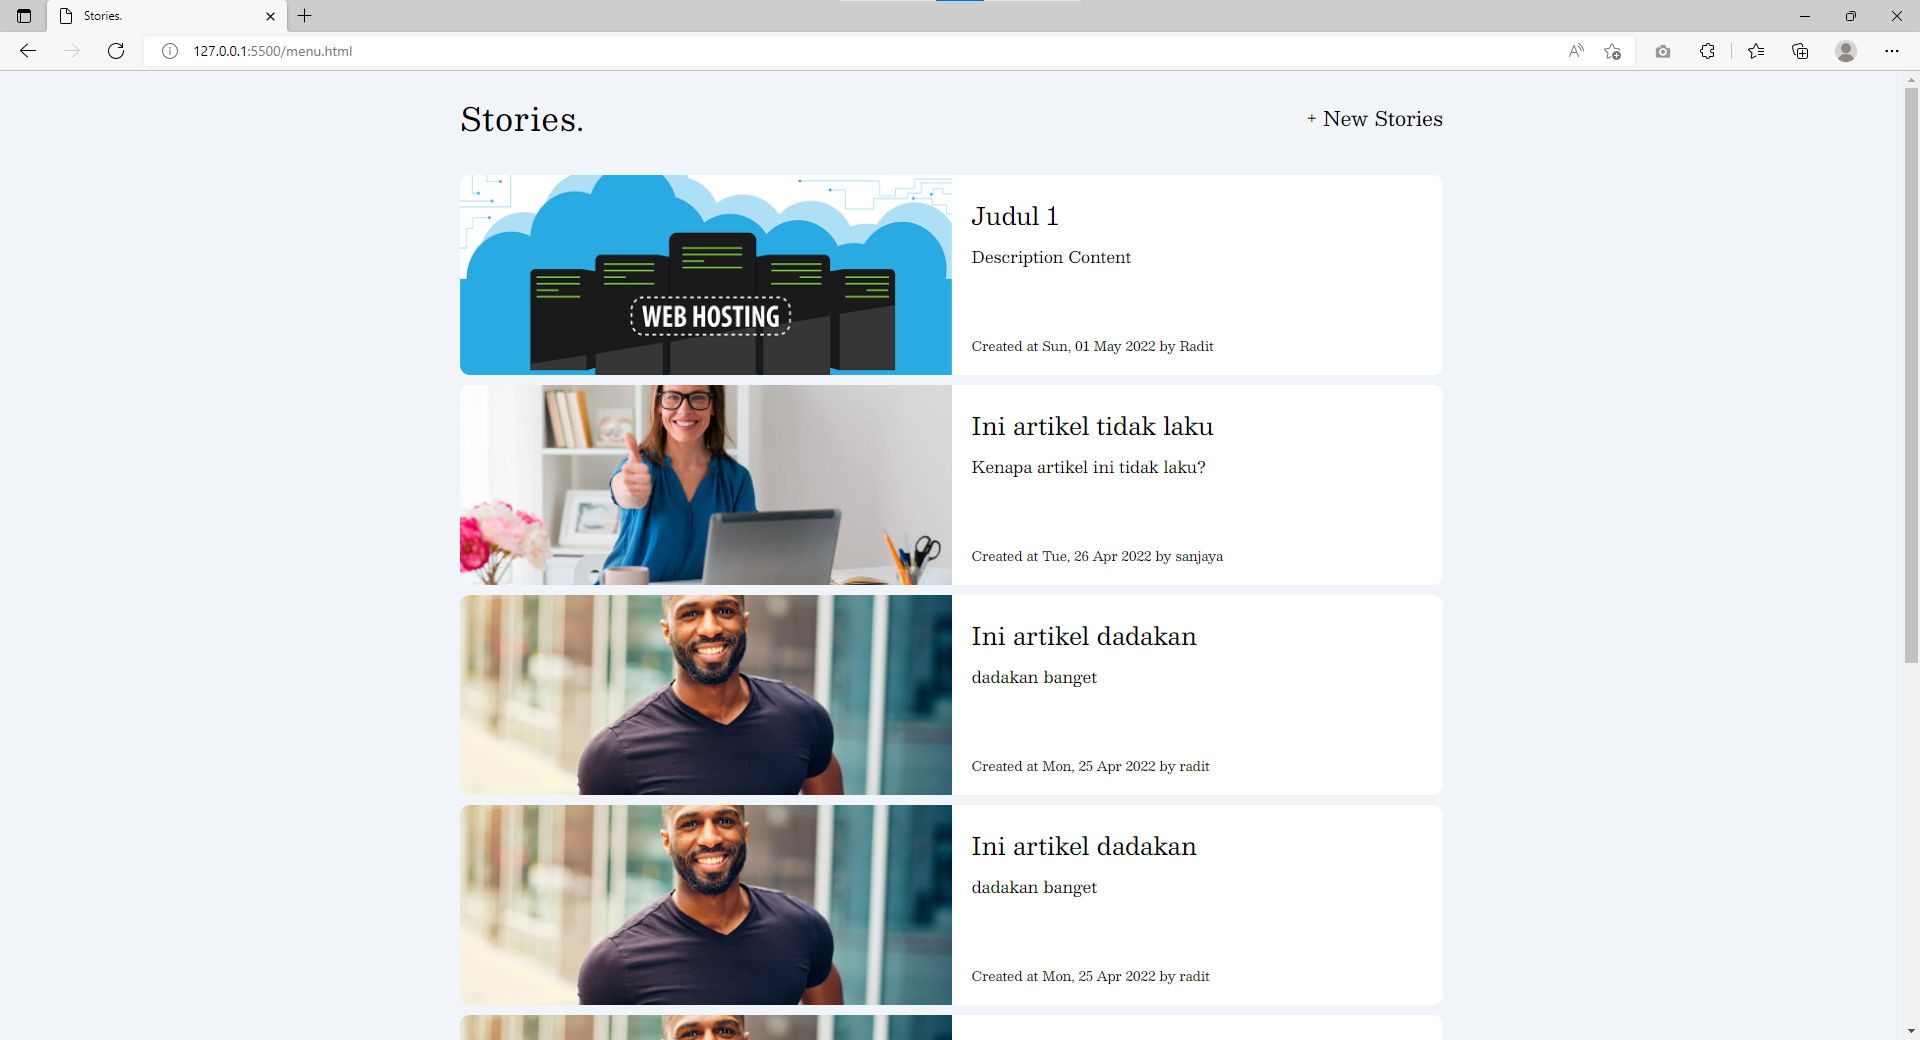 Stories.
127.0.0.1:5500/menu.html
Stories.
+ New Stories
WEB HOSTING
Judul 1
Description Content
Created at Sun, 01 May 2022 by Radit
Ini artikel tidak laku
Kenapa artikel ini tidak laku?
Created at Tue, 26 Apr 2022 by sanjaya
Ini artikel dadakan
dadakan banget
Created at Mon, 25 Apr 2022 by radit
Ini artikel dadakan
dadakan banget
Created at Mon, 25 Apr 2022 by radit